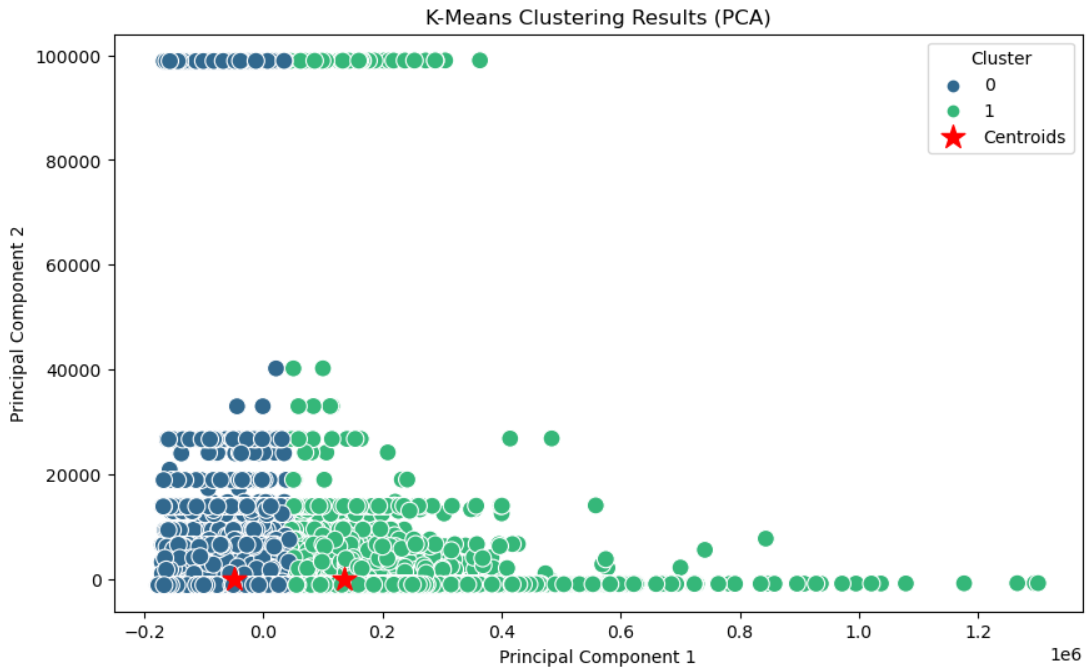 K-Means Clustering Results (PCA)
Cluster
0
1
Centroids
100000
80000
60000
40000
20000
0
Principal Component 2
−0.2 0.0 0.2 0.4 0.6 0.8 1.0 1.2
1e6
Principal Component 1